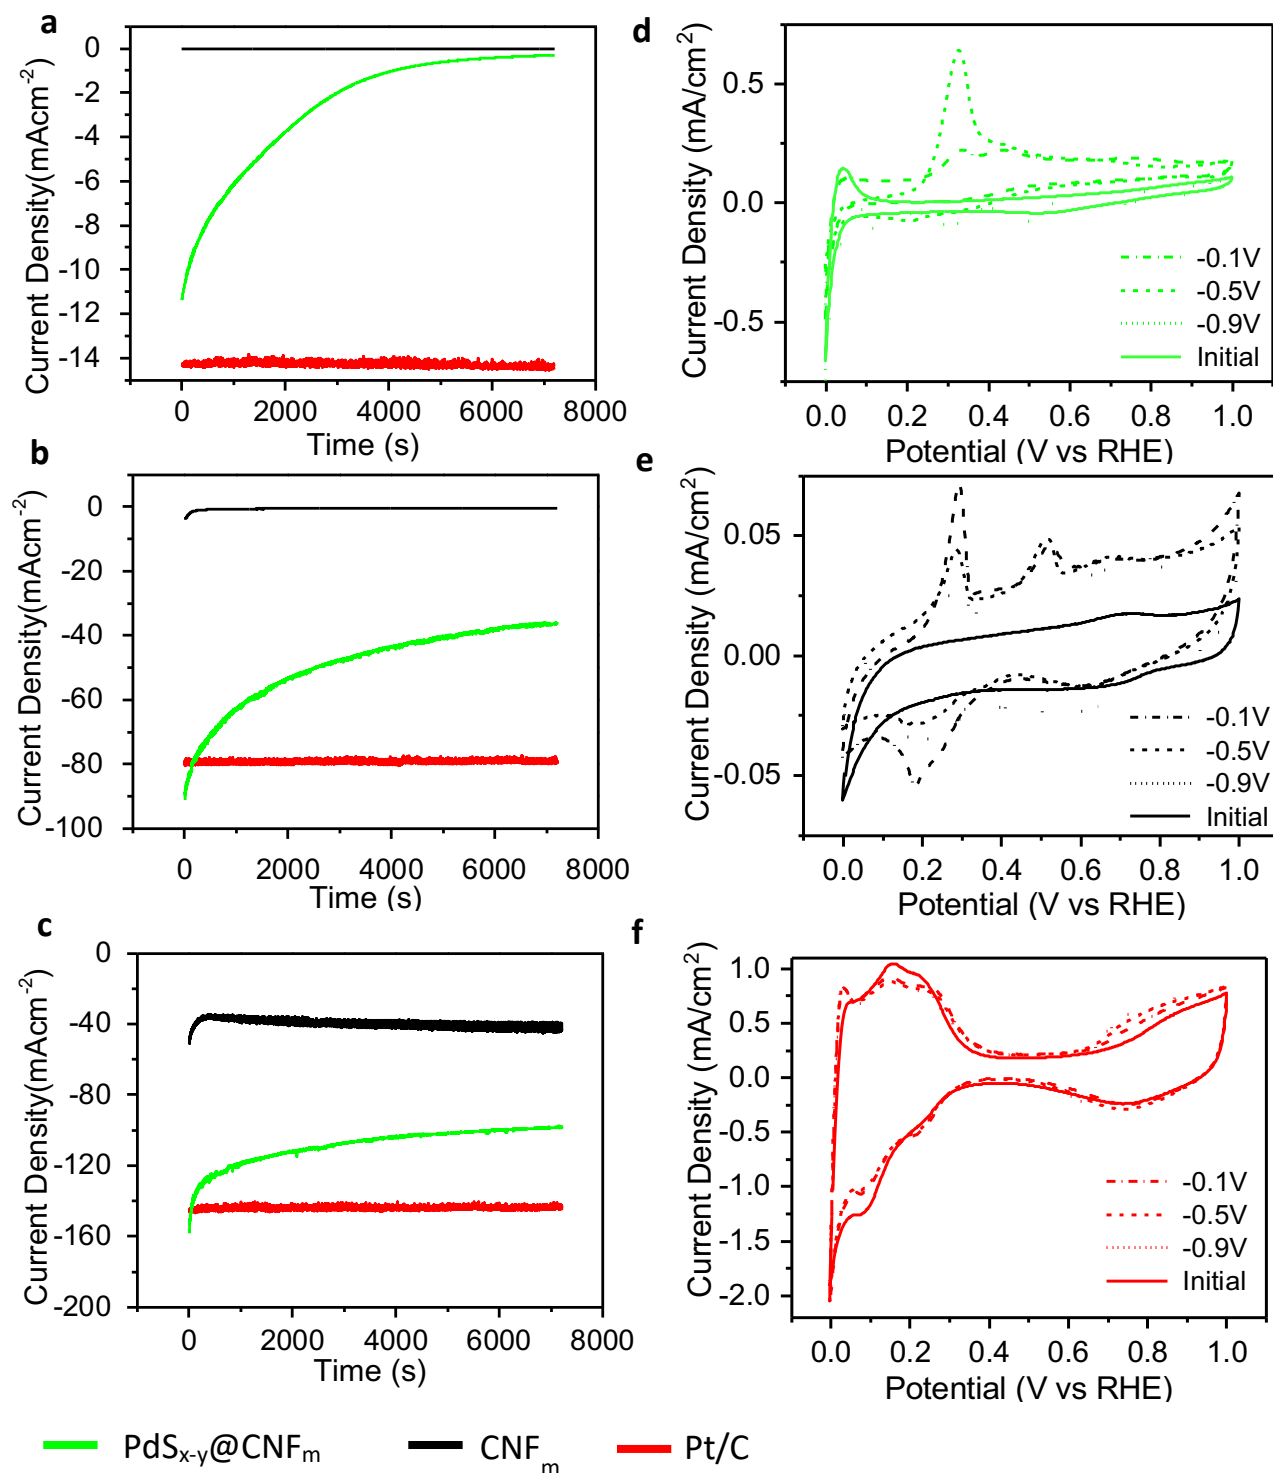 a
0
-2
-4
-6
-8
-10
-12
-14
Current Density(mAcm⁻²)
0 2000 4000 6000 8000
Time (s)
b
0
-20
-40
-60
-80
-100
Current Density(mAcm⁻²)
0 2000 4000 6000 8000
Time (s)
c
0
-40
-80
-120
-160
-200
Current Density(mAcm⁻²)
0 2000 4000 6000 8000
Time (s)
d
0.5
0.0
-0.5
Current Density (mA/cm²)
-0.1V
-0.5V
-0.9V
Initial
0.0 0.2 0.4 0.6 0.8 1.0
Potential (V vs RHE)
e
0.05
0.00
-0.05
Current Density (mA/cm²)
-0.1V
-0.5V
-0.9V
Initial
0.0 0.2 0.4 0.6 0.8 1.0
Potential (V vs RHE)
f
1.0
0.5
0.0
-0.5
-1.0
-1.5
-2.0
Current Density (mA/cm²)
-0.1V
-0.5V
-0.9V
Initial
0.0 0.2 0.4 0.6 0.8 1.0
Potential (V vs RHE)
PdSₓ₋ᵧ@CNFₘ CNFₘ Pt/C